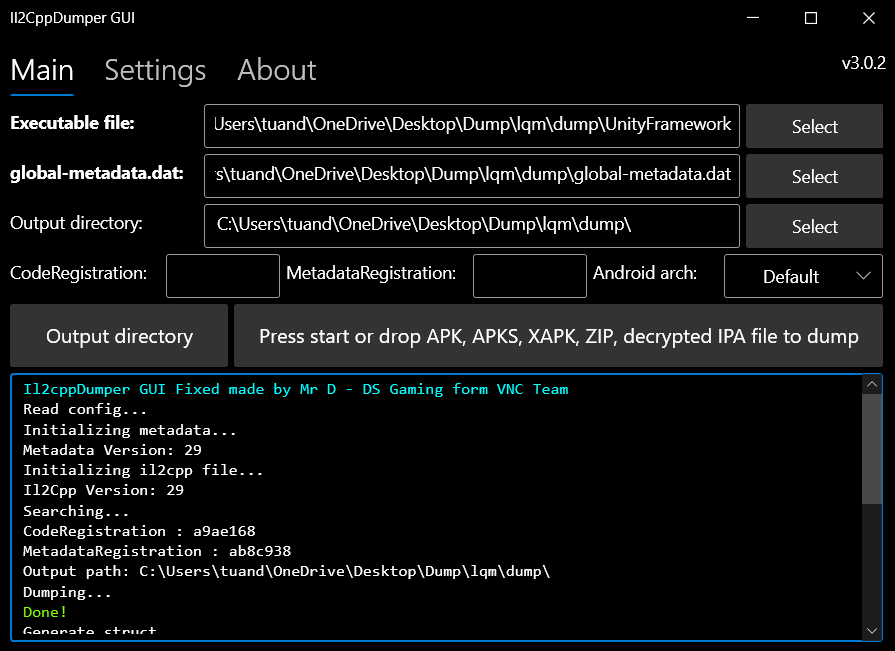 Il2CppDumper GUI
Main Settings About
v3.0.2
Executable file: Users\tuand\OneDrive\Desktop\Dump\lqm\dump\UnityFramework Select
global-metadata.dat: s\tuand\OneDrive\Desktop\Dump\lqm\dump\global-metadata.dat Select
Output directory: C:\Users\tuand\OneDrive\Desktop\Dump\lqm\dump\ Select
CodeRegistration: MetadataRegistration: Android arch: Default
Output directory Press start or drop APK, APKS, XAPK, ZIP, decrypted IPA file to dump
Il2cppDumper GUI Fixed made by Mr D - DS Gaming form VNC Team
Read config...
Initializing metadata...
Metadata Version: 29
Initializing il2cpp file...
Il2Cpp Version: 29
Searching...
CodeRegistration : a9ae168
MetadataRegistration : ab8c938
Output path: C:\Users\tuand\OneDrive\Desktop\Dump\lqm\dump\
Dumping...
Done!
Generate struct